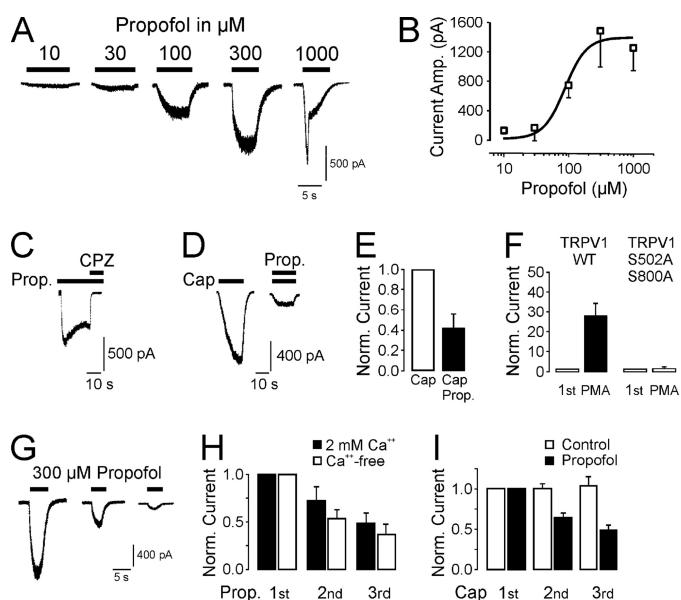 A
Propofol in µM
10 30 100 300 1000
500 pA
5 s
B
Current Amp. (pA)
1600
1200
800
400
0
10 100 1000
Propofol (µM)
C
CPZ
Prop.
500 pA
10 s
D
Prop.
Cap
400 pA
10 s
E
Norm. Current
1.0
0.8
0.6
0.4
0.2
0.0
Cap Cap
Prop.
F
TRPV1 TRPV1
WT S502A
S800A
Norm. Current
50
40
30
20
10
0
1st PMA 1st PMA
G
300 µM Propofol
400 pA
5 s
H
2 mM Ca++
Ca++-free
Norm. Current
1.0
0.5
0.0
Prop. 1st 2nd 3rd
I
Control
Propofol
Norm. Current
1.0
0.5
0.0
Cap 1st 2nd 3rd